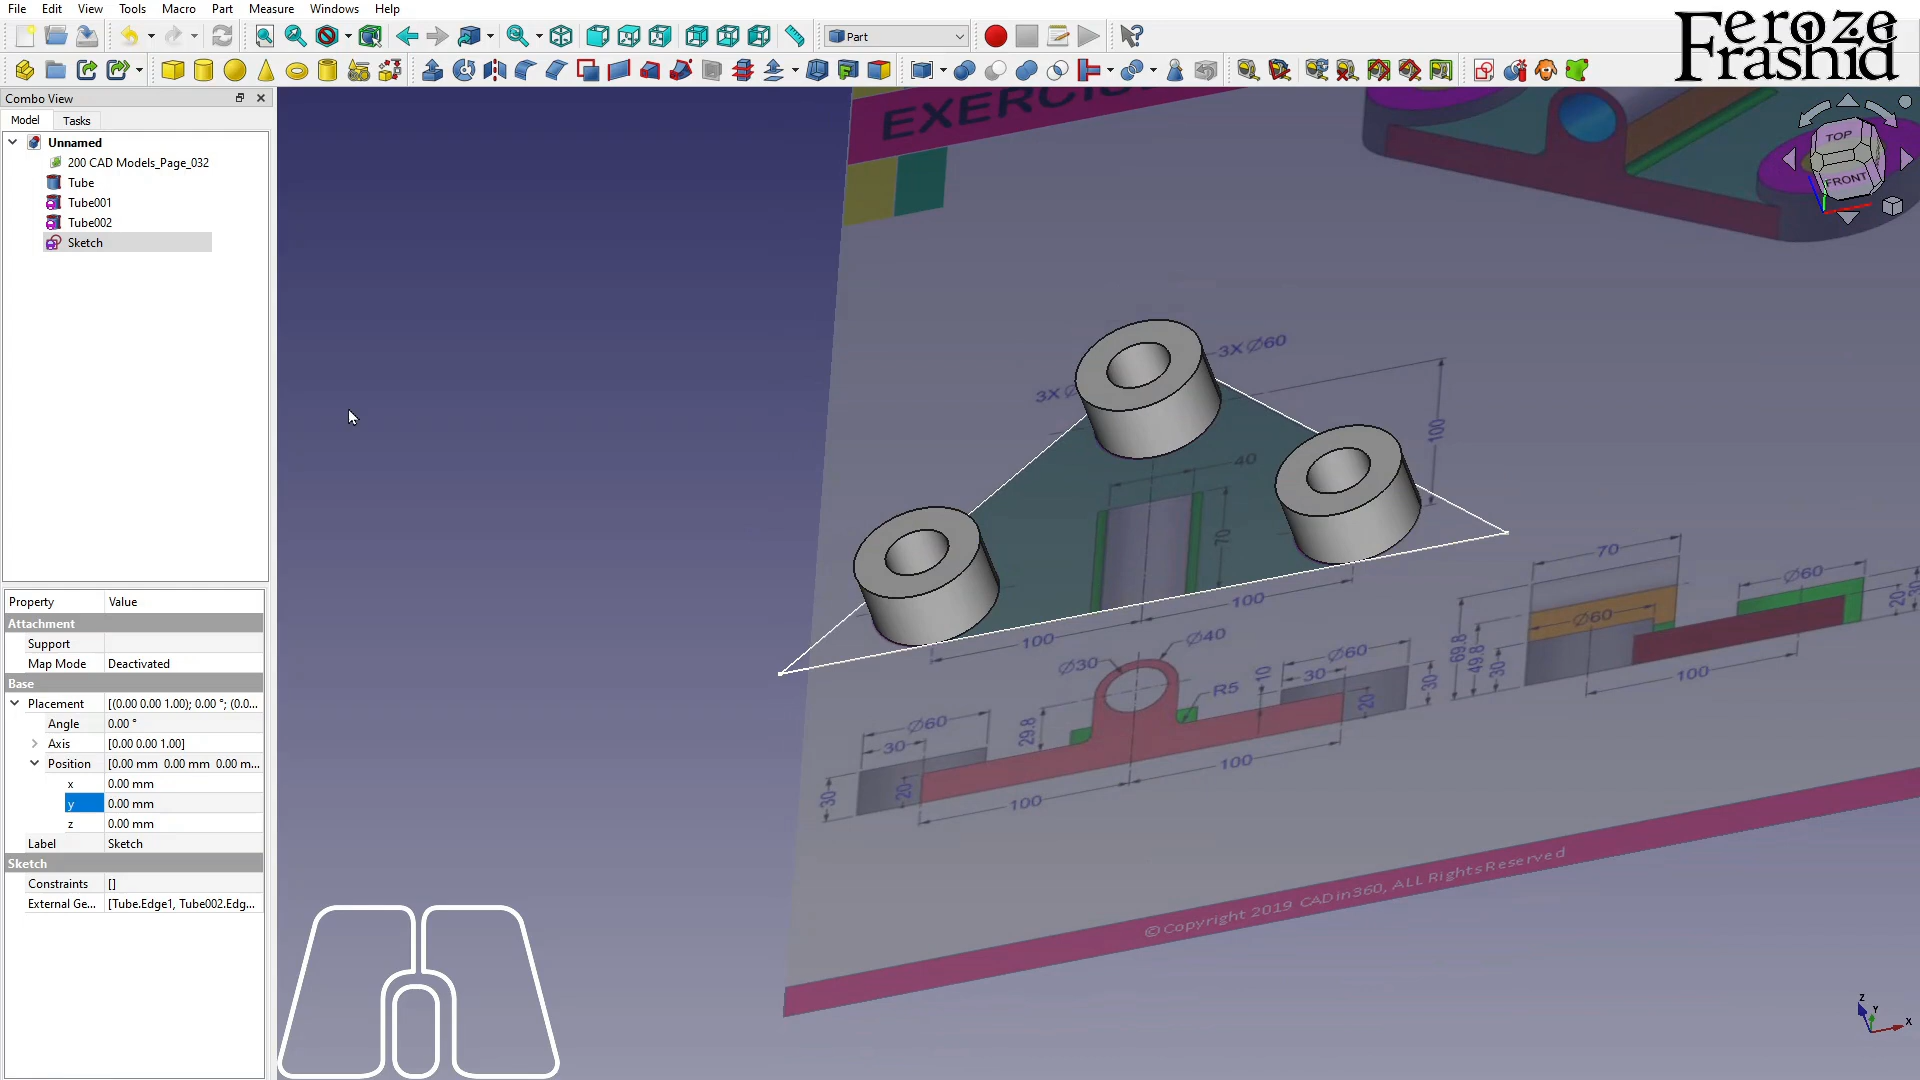 File Edit View Tools Macro Part Measure Windows Help
Part
Feroze
Frashid
Combo View
Model Tasks
Unnamed
200 CAD Models_Page_032
Tube
Tube001
Tube002
Sketch
Property Value
Attachment
Support
Map Mode Deactivated
Base
Placement [(0.00 0.00 1.00); 0.00 °; (0.0...
Angle 0.00 °
Axis [0.00 0.00 1.00]
Position [0.00 mm 0.00 mm 0.00 m...
x 0.00 mm
y 0.00 mm
z 0.00 mm
Label Sketch
Sketch
Constraints []
External Ge... [Tube.Edge1, Tube002.Edg...
TOP
FRONT
3X Ø60
3X
100
40
70
100
100
Ø30
Ø40
R5
10
Ø60
30
30
20
29.8
Ø60
30
30
20
100
100
70
Ø60
69.8
49.8
30
Ø60
20
100
© Copyright 2019 CADin360, ALL Rights Reserved
Z
Y
X